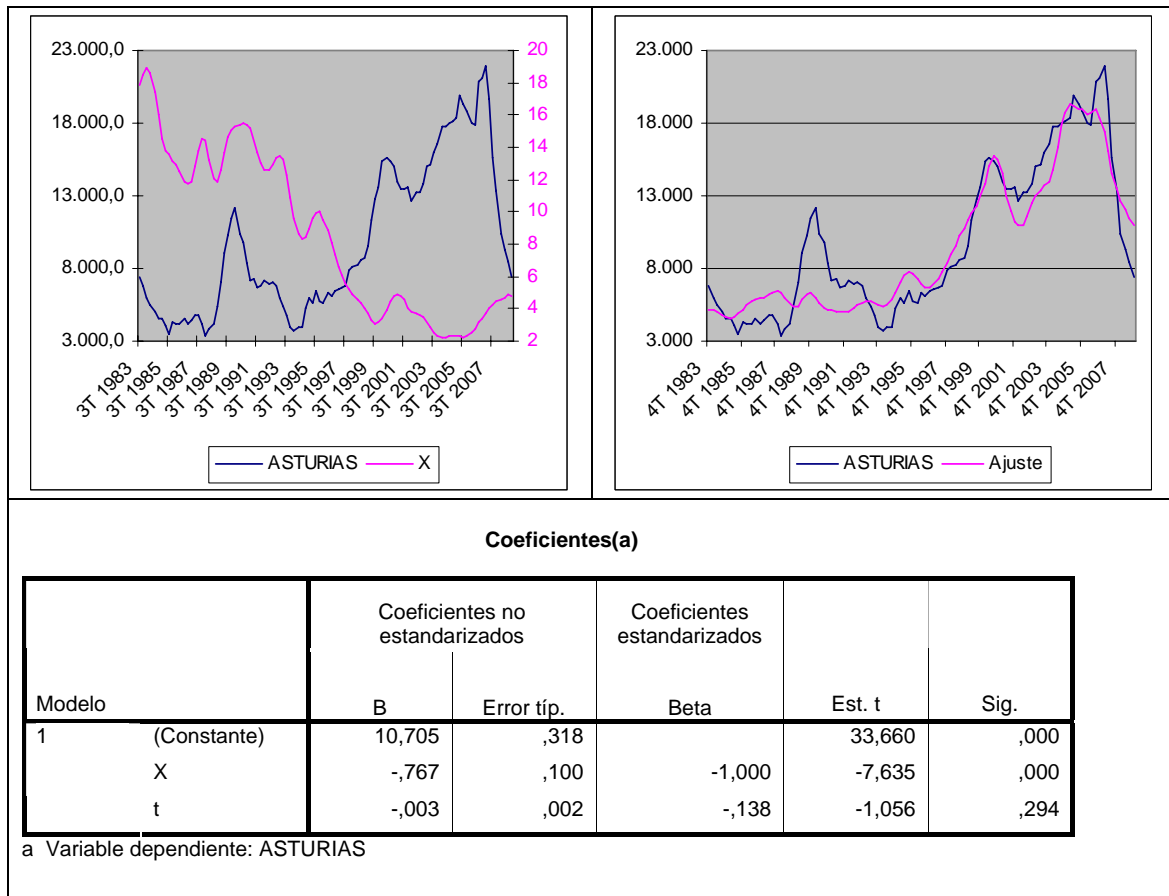 23.000,0
18.000,0
13.000,0
8.000,0
3.000,0
20
18
16
14
12
10
8
6
4
2
3T 1983
3T 1985
3T 1987
3T 1989
3T 1991
3T 1993
3T 1995
3T 1997
3T 1999
3T 2001
3T 2003
3T 2005
3T 2007
ASTURIAS X
23.000
18.000
13.000
8.000
3.000
4T 1983
4T 1985
4T 1987
4T 1989
4T 1991
4T 1993
4T 1995
4T 1997
4T 1999
4T 2001
4T 2003
4T 2005
4T 2007
ASTURIAS Ajuste
Coeficientes(a)
Coeficientes no estandarizados Coeficientes estandarizados
Modelo B Error típ. Beta Est. t Sig.
1 (Constante) 10,705 ,318 33,660 ,000
X -,767 ,100 -1,000 -7,635 ,000
t -,003 ,002 -,138 -1,056 ,294
a Variable dependiente: ASTURIAS